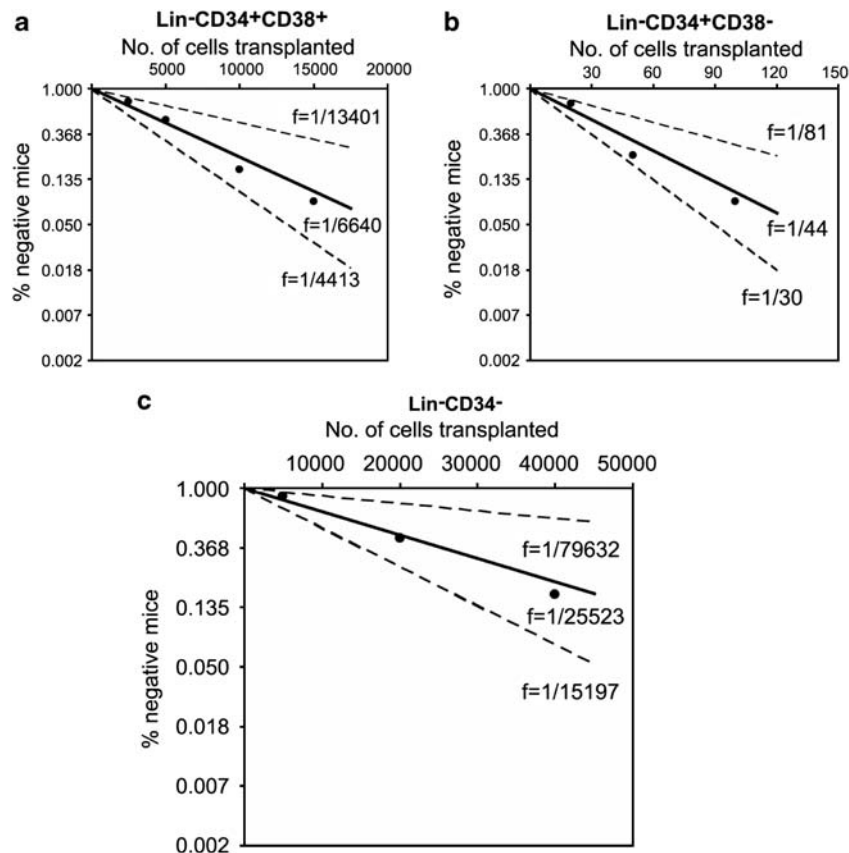 a
Lin-CD34+CD38+
No. of cells transplanted
5000 10000 15000 20000
1.000
0.368
0.135
0.050
0.018
0.007
0.002
% negative mice
f=1/13401
f=1/6640
f=1/4413
b
Lin-CD34+CD38-
No. of cells transplanted
30 60 90 120 150
1.000
0.368
0.135
0.050
0.018
0.007
0.002
% negative mice
f=1/81
f=1/44
f=1/30
c
Lin-CD34-
No. of cells transplanted
10000 20000 30000 40000 50000
1.000
0.368
0.135
0.050
0.018
0.007
0.002
% negative mice
f=1/79632
f=1/25523
f=1/15197